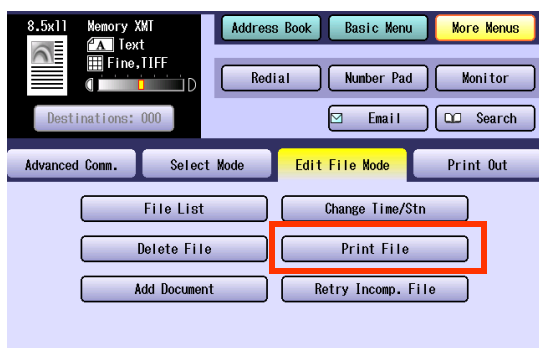 8.5x11 Memory XMT
A Text
Fine,TIFF
L D
Destinations: 000
Address Book Basic Menu More Menus
Redial Number Pad Monitor
Email Search
Advanced Comm. Select Mode Edit File Mode Print Out
File List Change Time/Stn
Delete File Print File
Add Document Retry Incomp. File